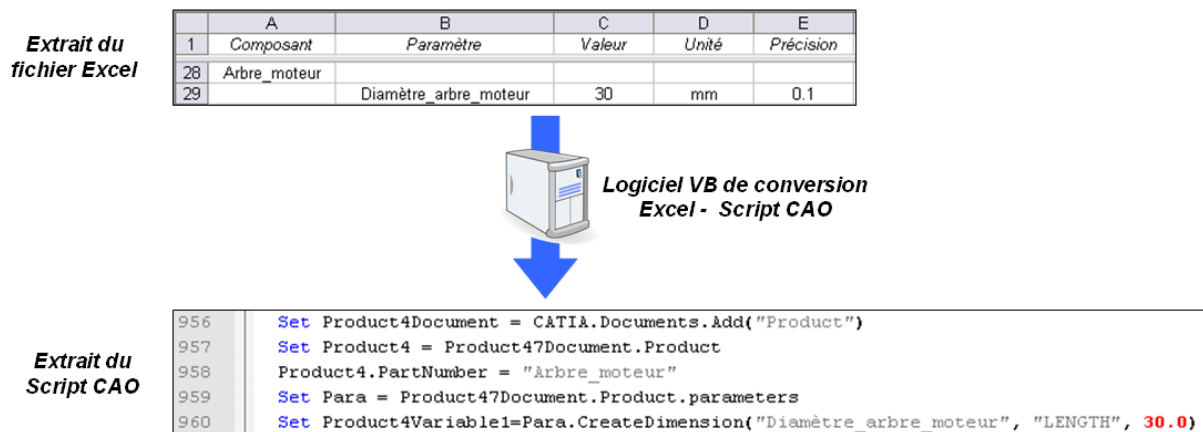 A B C D E
Extrait du
fichier Excel
1 Composant Paramètre Valeur Unité Précision
28 Arbre_moteur
29 Diamètre_arbre_moteur 30 mm 0.1
Logiciel VB de conversion
Excel - Script CAO
Extrait du
Script CAO
956 Set Product4Document = CATIA.Documents.Add("Product")
957 Set Product4 = Product47Document.Product
958 Product4.PartNumber = "Arbre_moteur"
959 Set Para = Product47Document.Product.parameters
960 Set Product4Variable1=Para.CreateDimension("Diamètre_arbre_moteur", "LENGTH", 30.0)